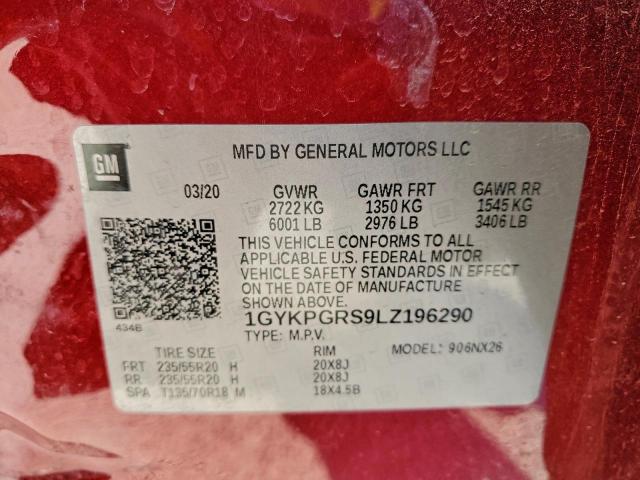 GM
MFD BY GENERAL MOTORS LLC
03/20 GVWR GAWR FRT GAWR RR
2722 KG 1350 KG 1545 KG
6001 LB 2976 LB 3406 LB
THIS VEHICLE CONFORMS TO ALL
APPLICABLE U.S. FEDERAL MOTOR
VEHICLE SAFETY STANDARDS IN EFFECT
ON THE DATE OF MANUFACTURE
SHOWN ABOVE.
434B
1GYKPGRS9LZ196290
TYPE: M.P.V.
MODEL: 906NX26
TIRE SIZE RIM
FRT 235/55R20 H 20X8J
RR 235/55R20 H 20X8J
SPA T135/70R18 M 18X4.5B